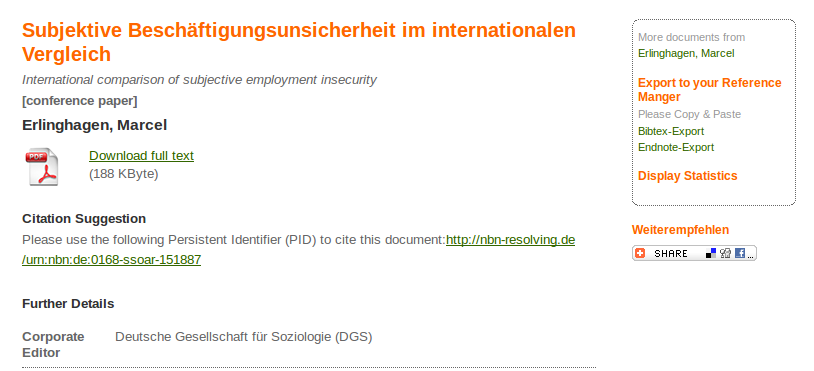 Subjektive Beschäftigungsunsicherheit im internationalen
Vergleich
International comparison of subjective employment insecurity
[conference paper]
Erlinghagen, Marcel
PDF
Download full text
(188 KByte)
Citation Suggestion
Please use the following Persistent Identifier (PID) to cite this document:http://nbn-resolving.de
/urn:nbn:de:0168-ssoar-151887
Further Details
Corporate Deutsche Gesellschaft für Soziologie (DGS)
Editor
More documents from
Erlinghagen, Marcel
Export to your Reference
Manger
Please Copy & Paste
Bibtex-Export
Endnote-Export
Display Statistics
Weiterempfehlen
SHARE ...